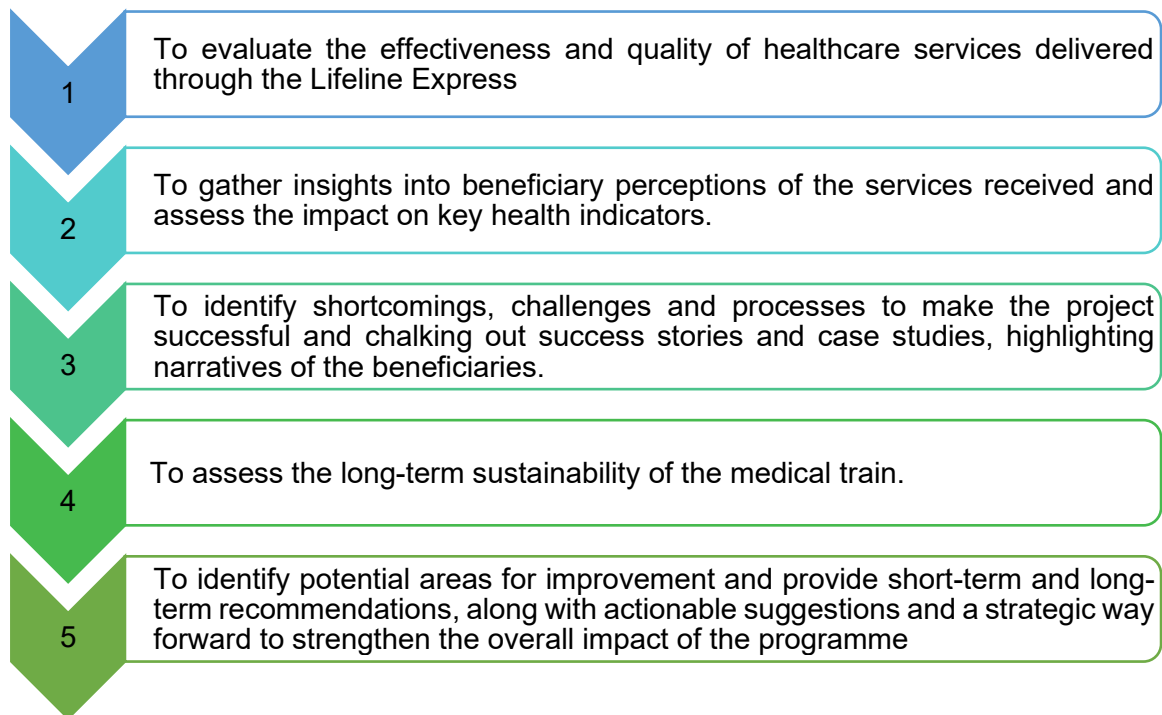 1
To evaluate the effectiveness and quality of healthcare services delivered
through the Lifeline Express
2
To gather insights into beneficiary perceptions of the services received and
assess the impact on key health indicators.
3
To identify shortcomings, challenges and processes to make the project
successful and chalking out success stories and case studies, highlighting
narratives of the beneficiaries.
4
To assess the long-term sustainability of the medical train.
5
To identify potential areas for improvement and provide short-term and long-
term recommendations, along with actionable suggestions and a strategic way
forward to strengthen the overall impact of the programme